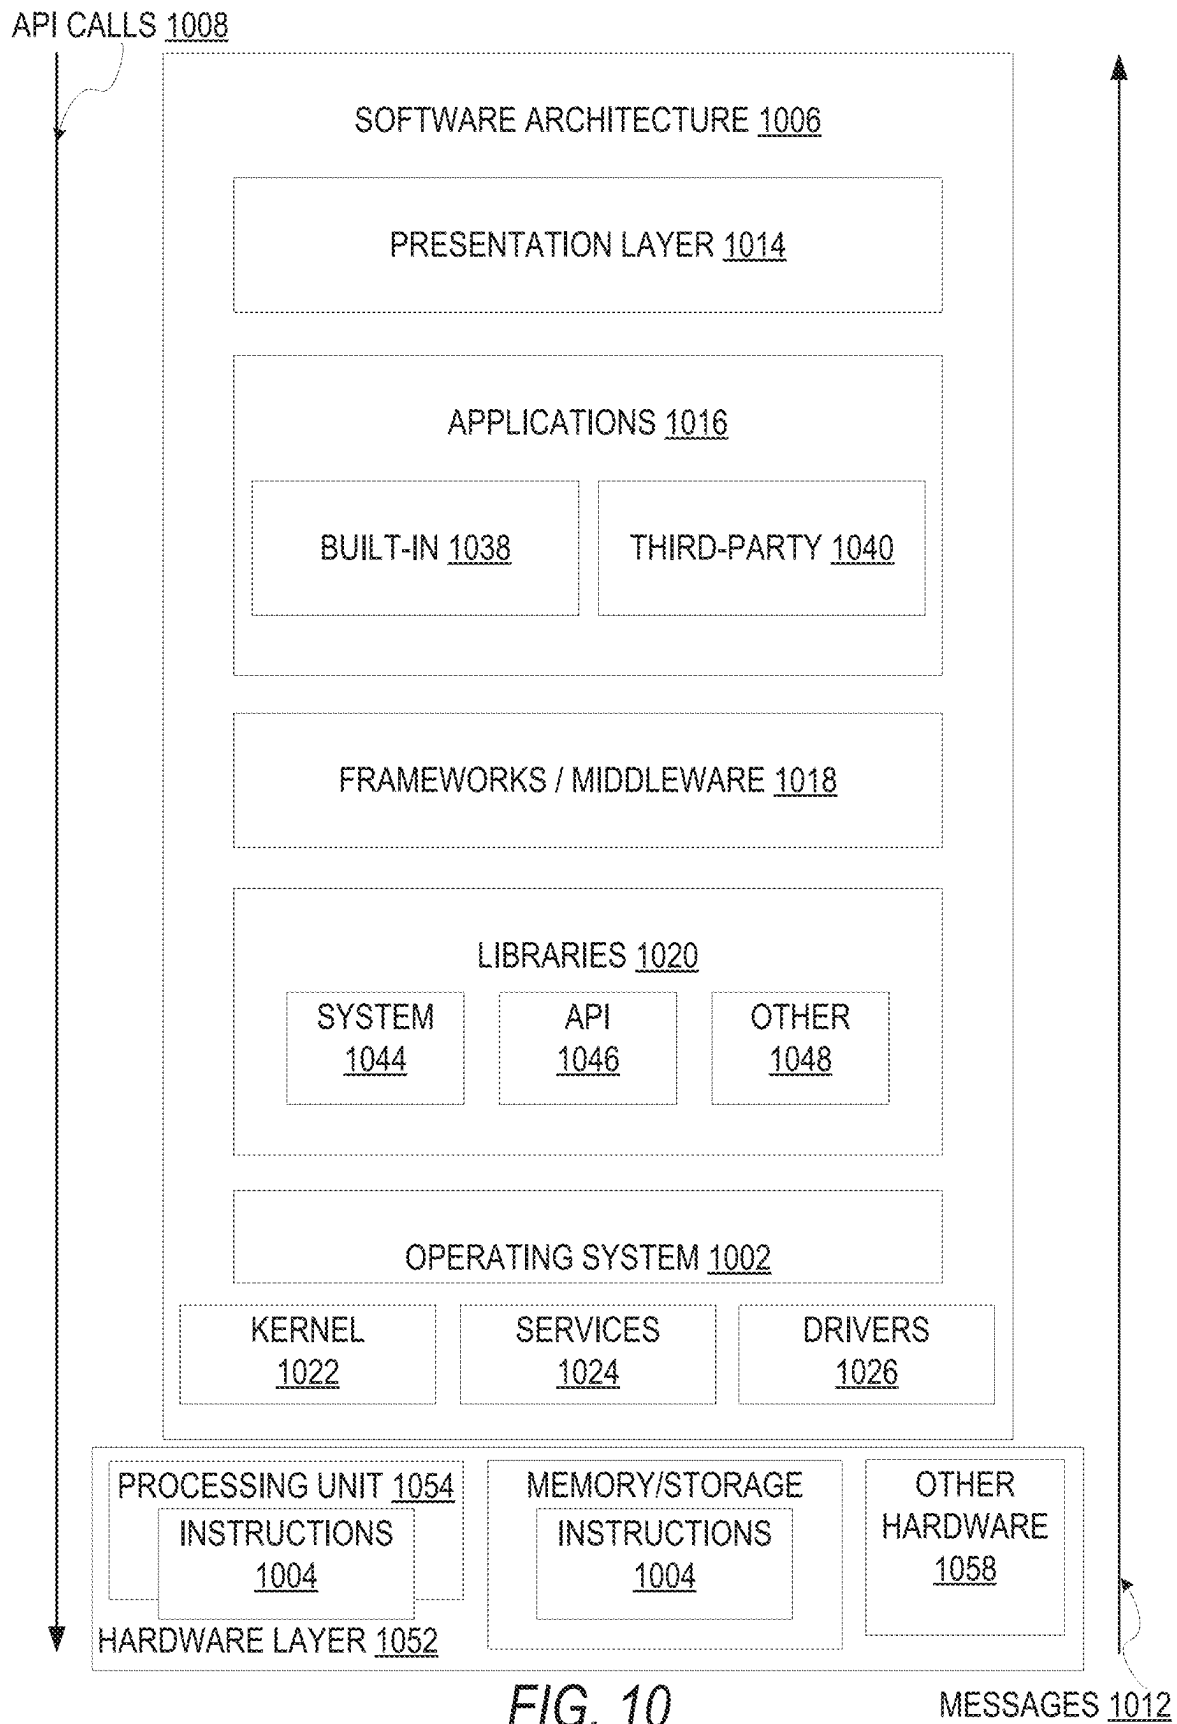 API CALLS 1008
SOFTWARE ARCHITECTURE 1006
PRESENTATION LAYER 1014
APPLICATIONS 1016
BUILT-IN 1038
THIRD-PARTY 1040
FRAMEWORKS / MIDDLEWARE 1018
LIBRARIES 1020
SYSTEM
1044
API
1046
OTHER
1048
OPERATING SYSTEM 1002
KERNEL
1022
SERVICES
1024
DRIVERS
1026
PROCESSING UNIT 1054
INSTRUCTIONS
1004
MEMORY/STORAGE
INSTRUCTIONS
1004
OTHER
HARDWARE
1058
HARDWARE LAYER 1052
FIG. 10
MESSAGES 1012